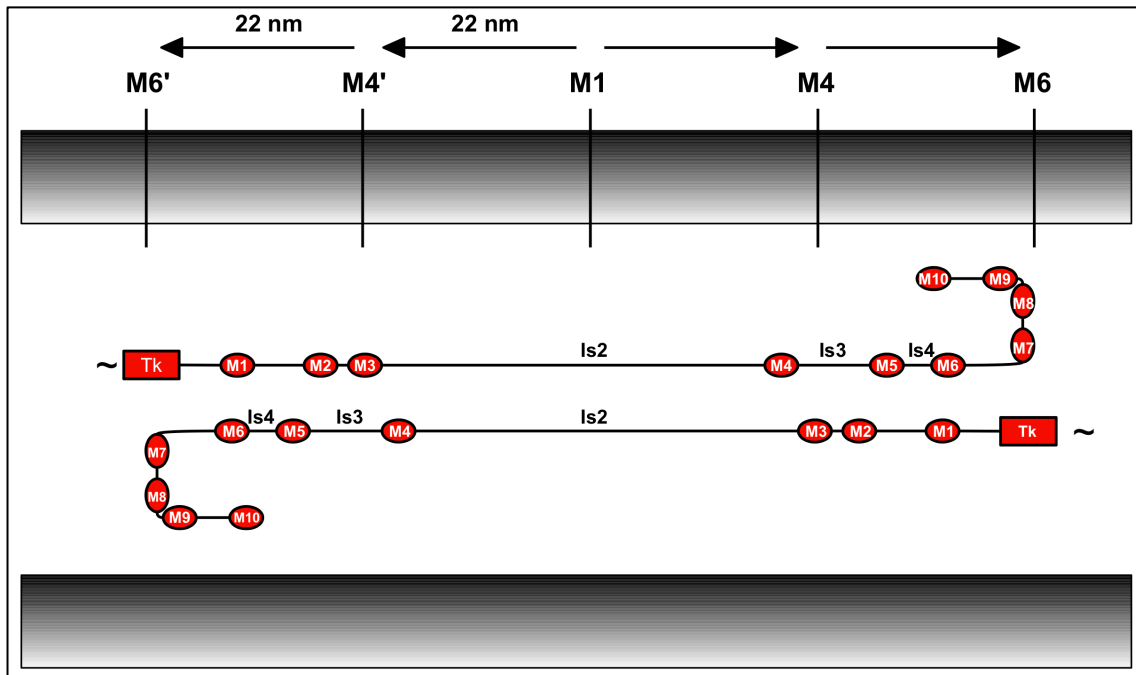 22 nm 22 nm
M6' M4' M1 M4 M6
M10 M9
M8
M7
~ Tk M1 M2 M3 Is2 M4 Is3 M5 Is4 M6
M6 Is4 M5 Is3 M4 Is2 M3 M2 M1 Tk ~
M7
M8
M9 M10